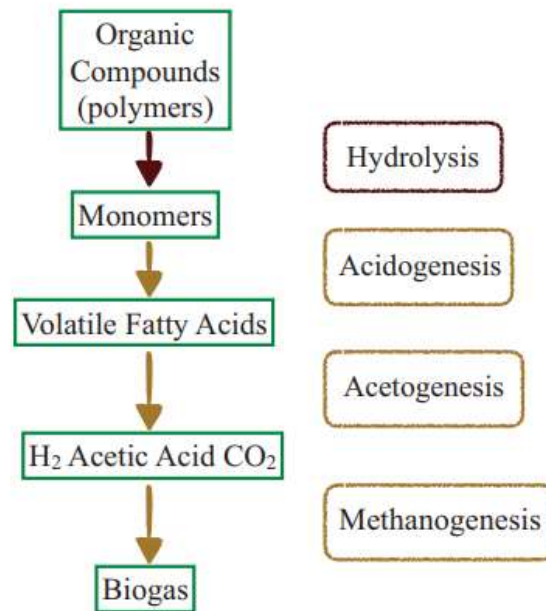 Organic
Compounds
(polymers)
Hydrolysis
Monomers
Acidogenesis
Volatile Fatty Acids
Acetogenesis
H₂ Acetic Acid CO₂
Methanogenesis
Biogas